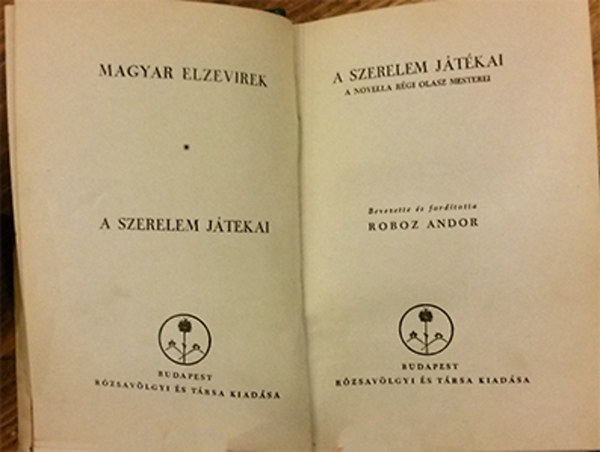 MAGYAR ELZEVIREK
*
A SZERELEM JÁTEKAI
BUDAPEST
RÓZSAVÖLGYI ÉS TÁRSA KIADÁSA
A SZERELEM JÁTÉKAI
A NOVELLA RÉGI OLASZ MESTEREI
Bevezette és fordította
ROBOZ ANDOR
BUDAPEST
RÓZSAVÖLGYI ÉS TÁRSA KIADÁSA